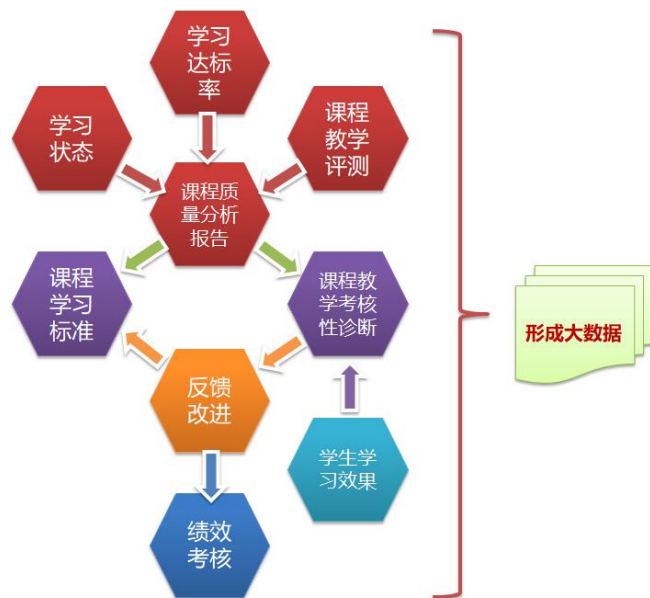 学习
达标
率
学习
状态
课程
教学
评测
课程质
量分析
报告
课程
学习
标准
课程教
学考核
性诊断
形成大数据
反馈
改进
学生学
习效果
绩效
考核